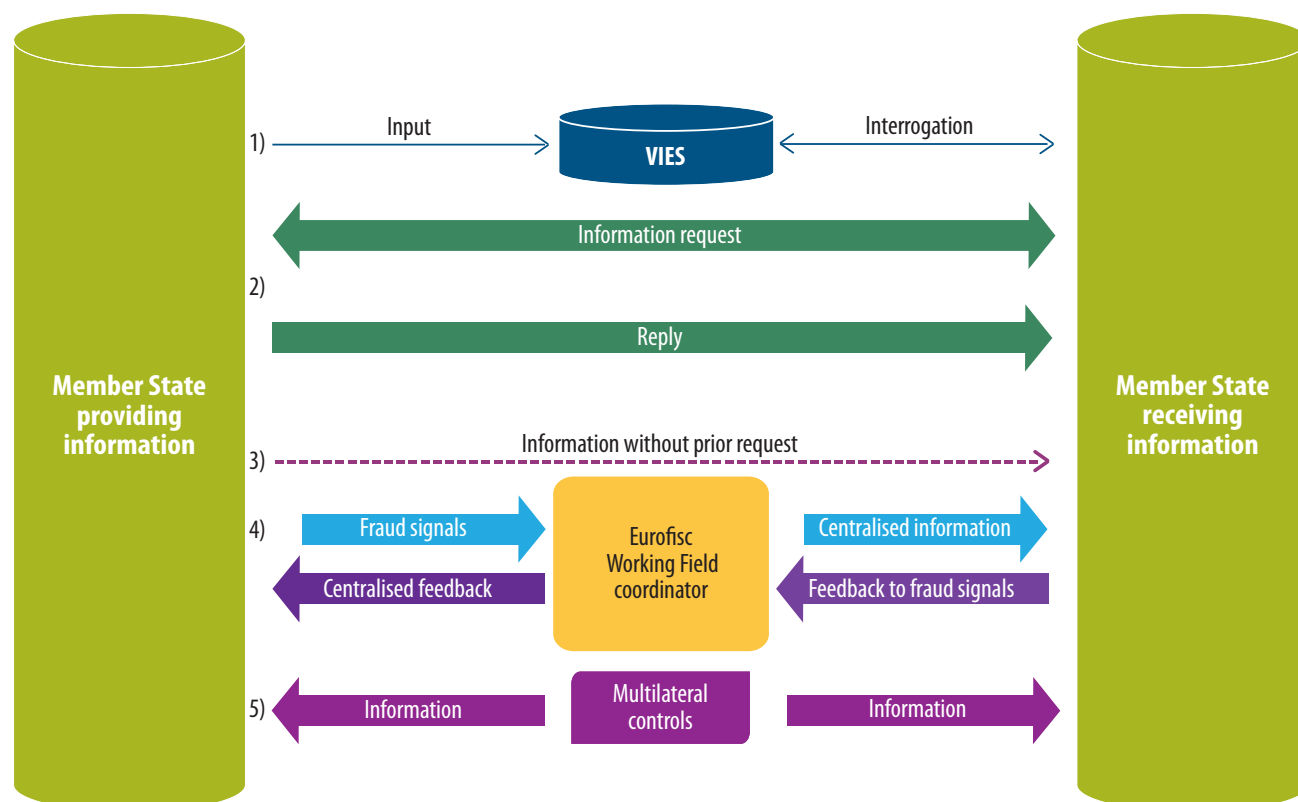 1)
Input
VIES
Interrogation
Information request
2)
Reply
Member State
providing
information
Member State
receiving
information
3)
Information without prior request
4)
Fraud signals
Eurofisc
Working Field
coordinator
Centralised information
Centralised feedback
Feedback to fraud signals
5)
Information
Multilateral
controls
Information